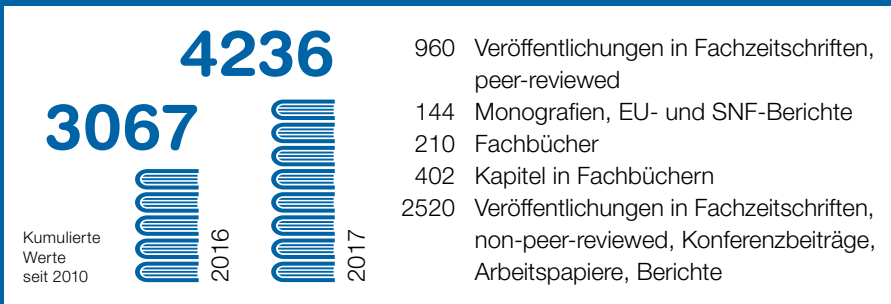 4236
3067
Kumulierte
Werte
seit 2010
2016
2017
960 Veröffentlichungen in Fachzeitschriften,
peer-reviewed
144 Monografien, EU- und SNF-Berichte
210 Fachbücher
402 Kapitel in Fachbüchern
2520 Veröffentlichungen in Fachzeitschriften,
non-peer-reviewed, Konferenzbeiträge,
Arbeitspapiere, Berichte